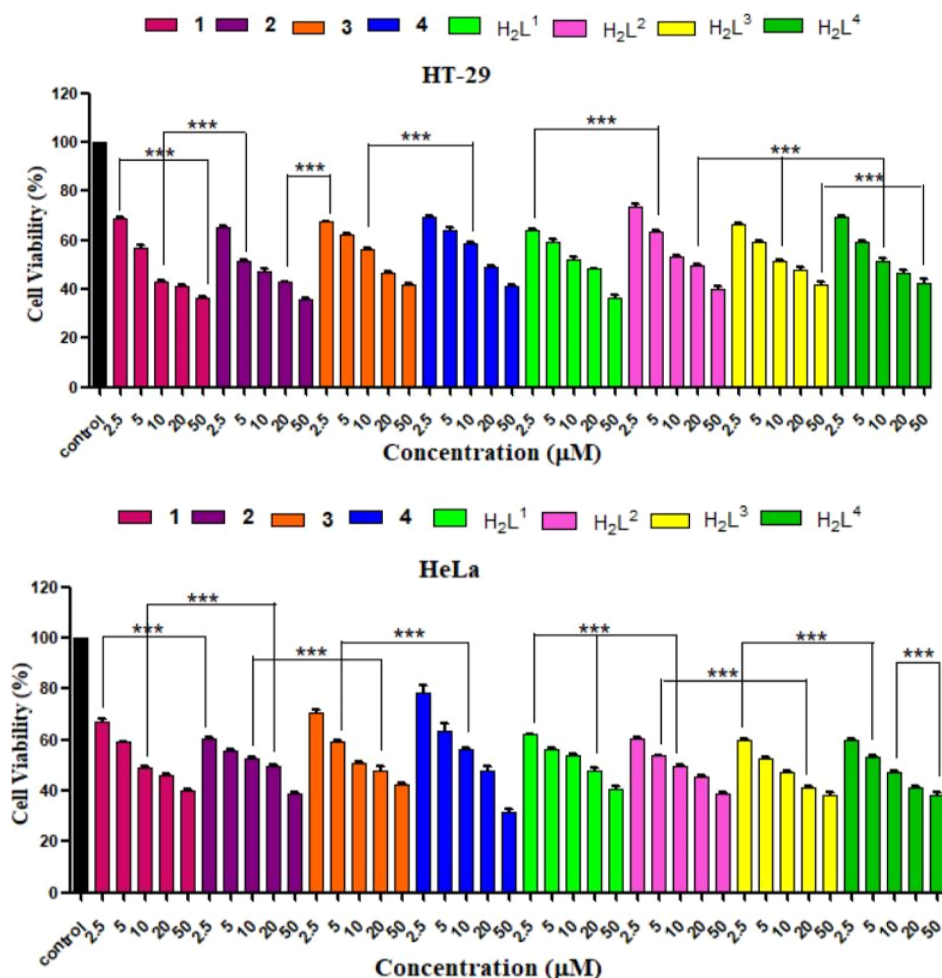 1 2 3 4 H₂L¹ H₂L² H₂L³ H₂L⁴
HT-29
Cell Viability (%)
120
100
80
60
40
20
0
*** *** *** *** *** *** ***
control 2.5 5 10 20 50 2.5 5 10 20 50 2.5 5 10 20 50 2.5 5 10 20 50 2.5 5 10 20 50 2.5 5 10 20 50 2.5 5 10 20 50 2.5 5 10 20 50
Concentration (µM)
1 2 3 4 H₂L¹ H₂L² H₂L³ H₂L⁴
HeLa
Cell Viability (%)
120
100
80
60
40
20
0
*** *** *** *** *** *** *** ***
control 2.5 5 10 20 50 2.5 5 10 20 50 2.5 5 10 20 50 2.5 5 10 20 50 2.5 5 10 20 50 2.5 5 10 20 50 2.5 5 10 20 50 2.5 5 10 20 50
Concentration (µM)